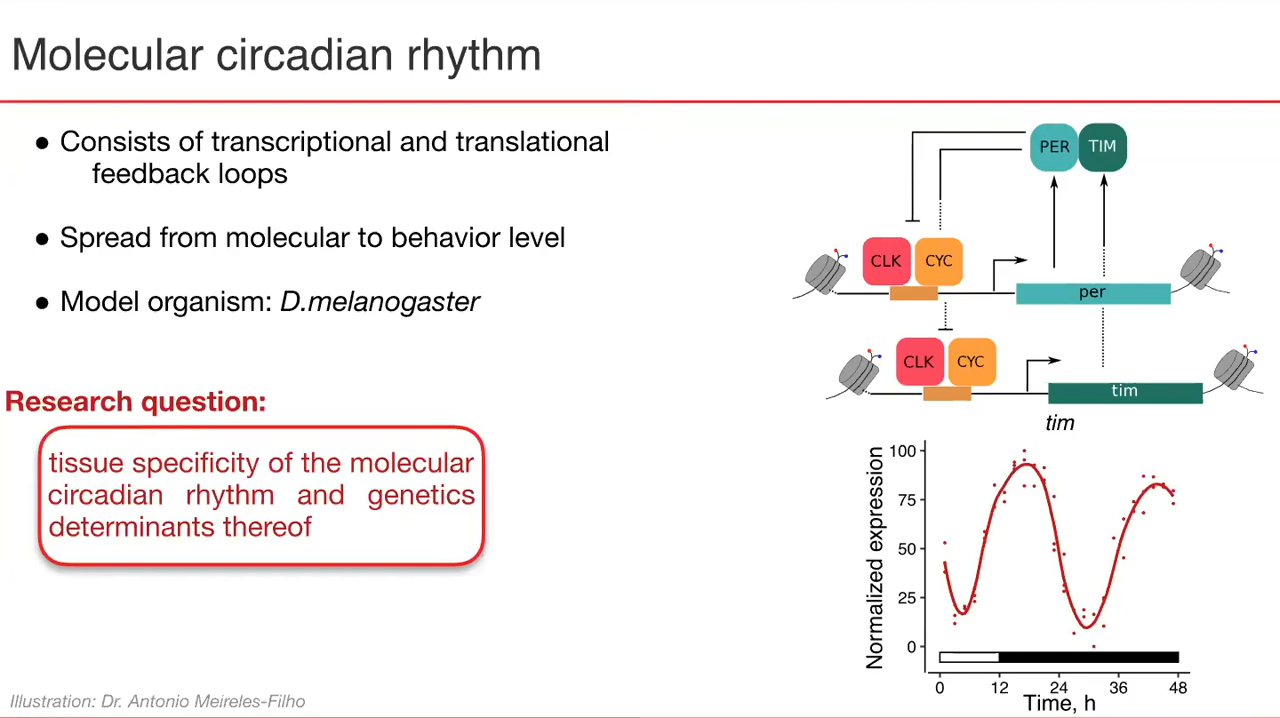 Molecular circadian rhythm
● Consists of transcriptional and translational
feedback loops
● Spread from molecular to behavior level
● Model organism: D.melanogaster
Research question:
tissue specificity of the molecular
circadian rhythm and genetics
determinants thereof
Illustration: Dr. Antonio Meireles-Filho
PER TIM
CLK CYC
per
CLK CYC
tim
tim
Normalized expression
100
75
50
25
0
0 12 24 36 48
Time, h